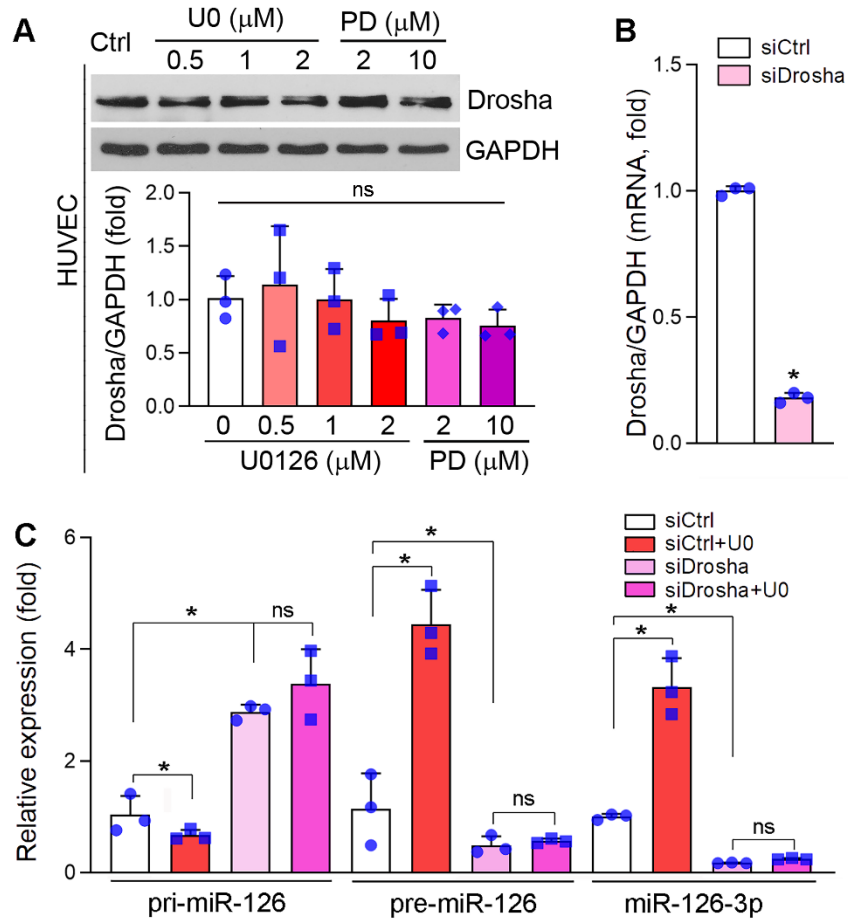 A
Ctrl
U0 (μM)
PD (μM)
0.5 1 2 2 10
Drosha
GAPDH
HUVEC
Drosha/GAPDH (fold)
2.0
1.5
1.0
0.5
0.0
ns
0 0.5 1 2 2 10
U0126 (μM) PD (μM)
B
siCtrl
siDrosha
Drosha/GAPDH (mRNA, fold)
1.5
1.0
0.5
0.0
*
C
siCtrl
siCtrl+U0
siDrosha
siDrosha+U0
Relative expression (fold)
6
4
2
0
* * ns
* * ns
* * ns
pri-miR-126 pre-miR-126 miR-126-3p